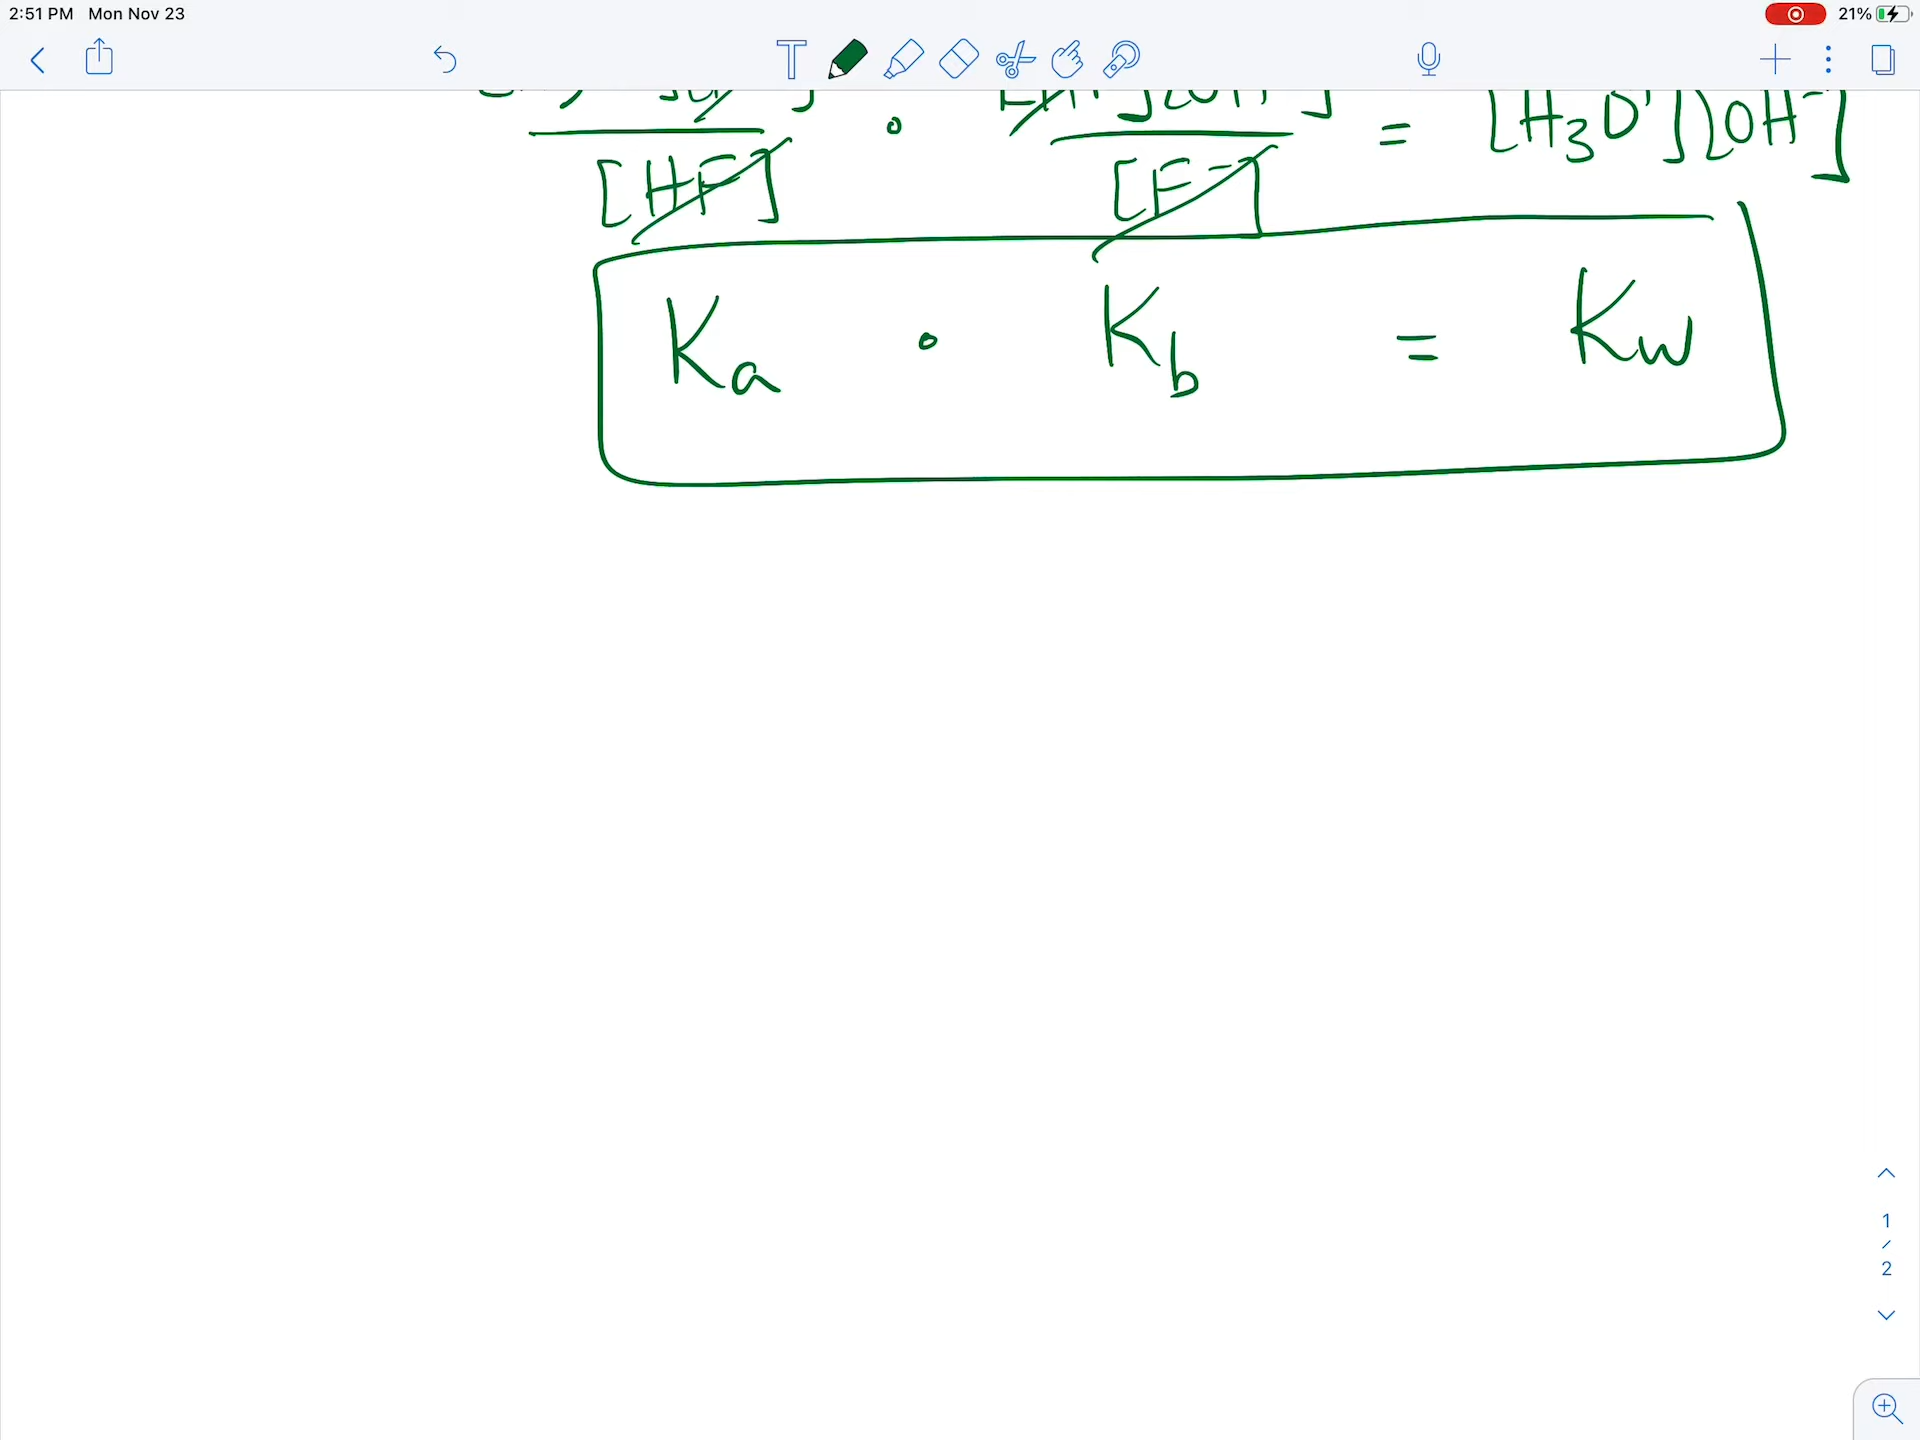 2:51 PM Mon Nov 23
21%
• = [H₃O⁺][OH⁻]
[HF] [F⁻]
Ka • Kb = Kw
1
/
2